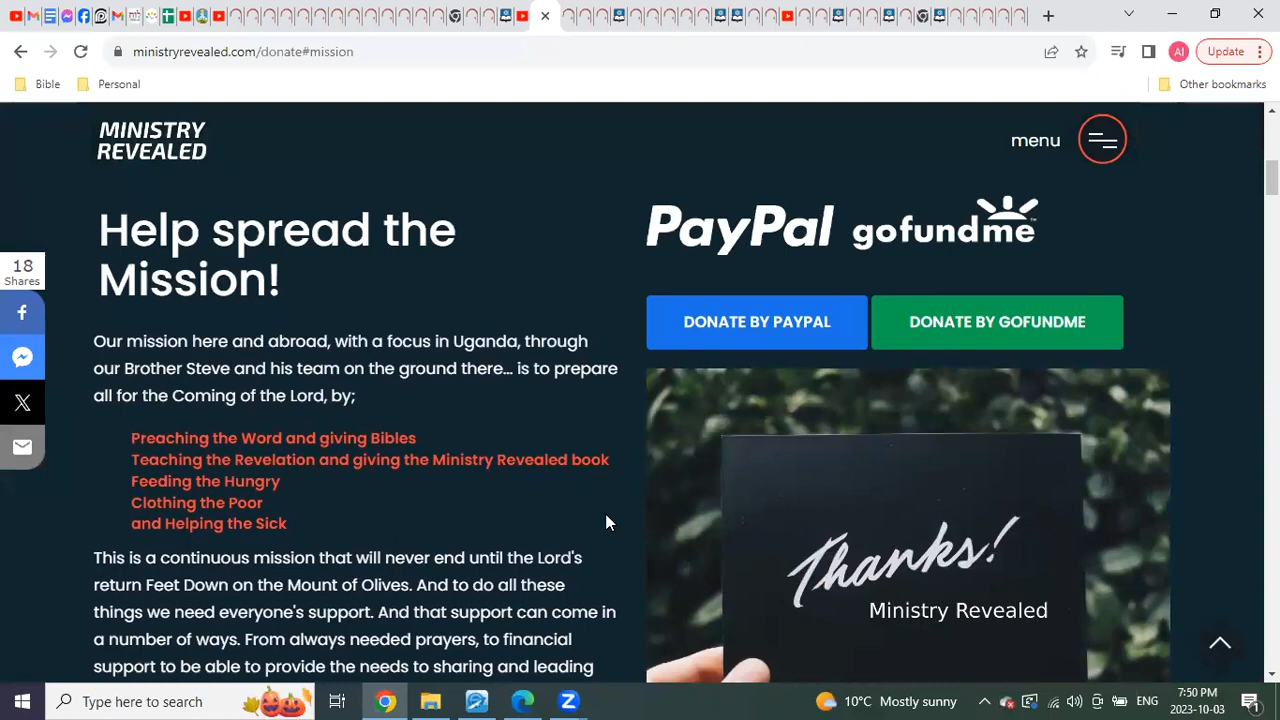 ministryrevealed.com/donate#mission
AI
Update
Bible
Personal
Other bookmarks
MINISTRY
REVEALED
menu
Help spread the
Mission!
PayPal
gofundme
18
Shares
DONATE BY PAYPAL
DONATE BY GOFUNDME
Our mission here and abroad, with a focus in Uganda, through
our Brother Steve and his team on the ground there... is to prepare
all for the Coming of the Lord, by;
Preaching the Word and giving Bibles
Teaching the Revelation and giving the Ministry Revealed book
Feeding the Hungry
Clothing the Poor
and Helping the Sick
This is a continuous mission that will never end until the Lord's
return Feet Down on the Mount of Olives. And to do all these
things we need everyone's support. And that support can come in
a number of ways. From always needed prayers, to financial
support to be able to provide the needs to sharing and leading
Thanks!
Ministry Revealed
Type here to search
10°C Mostly sunny
ENG
7:50 PM
2023-10-03
1